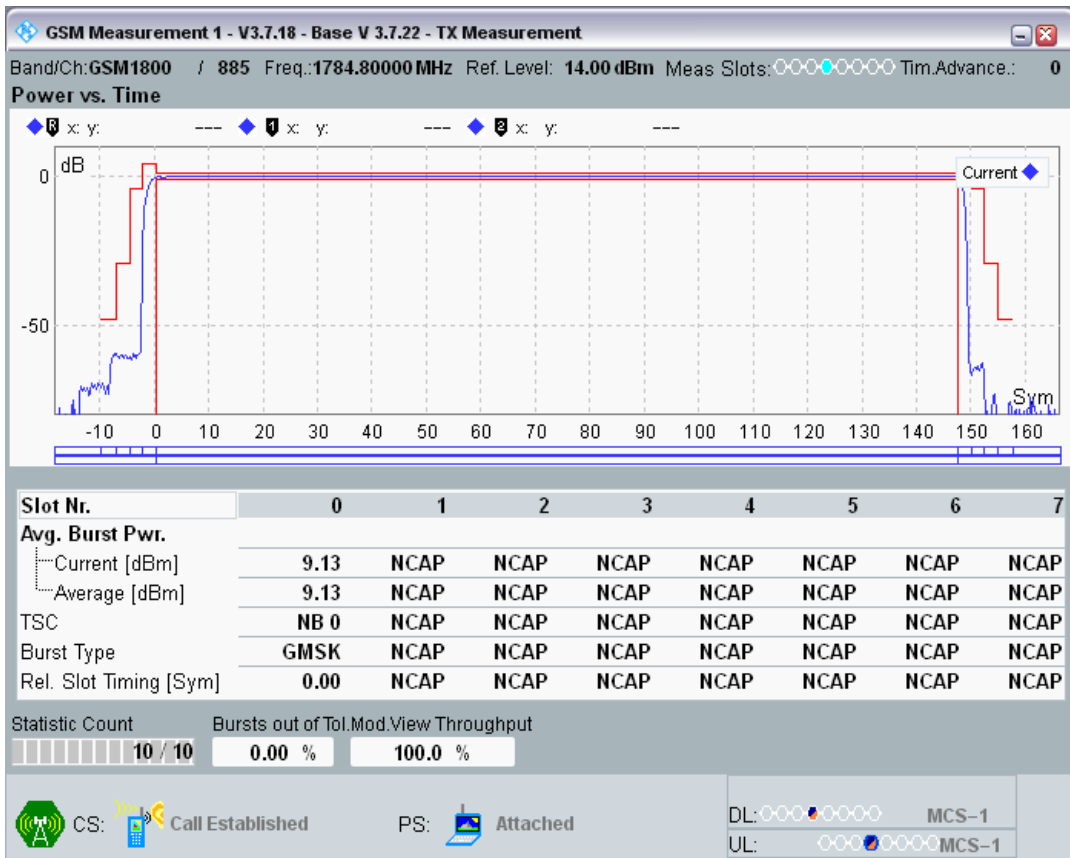 GSM Measurement 1 - V3.7.18 - Base V 3.7.22 - TX Measurement
Band/Ch:GSM1800 / 885 Freq.:1784.80000 MHz Ref. Level: 14.00 dBm Meas Slots: Tim.Advance.: 0
Power vs. Time
R x: y: --- 1 x: y: --- 2 x: y: ---
dB
Current
0
-50
Sym
-10 0 10 20 30 40 50 60 70 80 90 100 110 120 130 140 150 160
Slot Nr. 0 1 2 3 4 5 6 7
Avg. Burst Pwr.
Current [dBm] 9.13 NCAP NCAP NCAP NCAP NCAP NCAP NCAP
Average [dBm] 9.13 NCAP NCAP NCAP NCAP NCAP NCAP NCAP
TSC NB 0 NCAP NCAP NCAP NCAP NCAP NCAP NCAP
Burst Type GMSK NCAP NCAP NCAP NCAP NCAP NCAP NCAP
Rel. Slot Timing [Sym] 0.00 NCAP NCAP NCAP NCAP NCAP NCAP NCAP
Statistic Count Bursts out of Tol.Mod.View Throughput
10 / 10 0.00 % 100.0 %
CS: Call Established PS: Attached
DL: MCS-1
UL: MCS-1